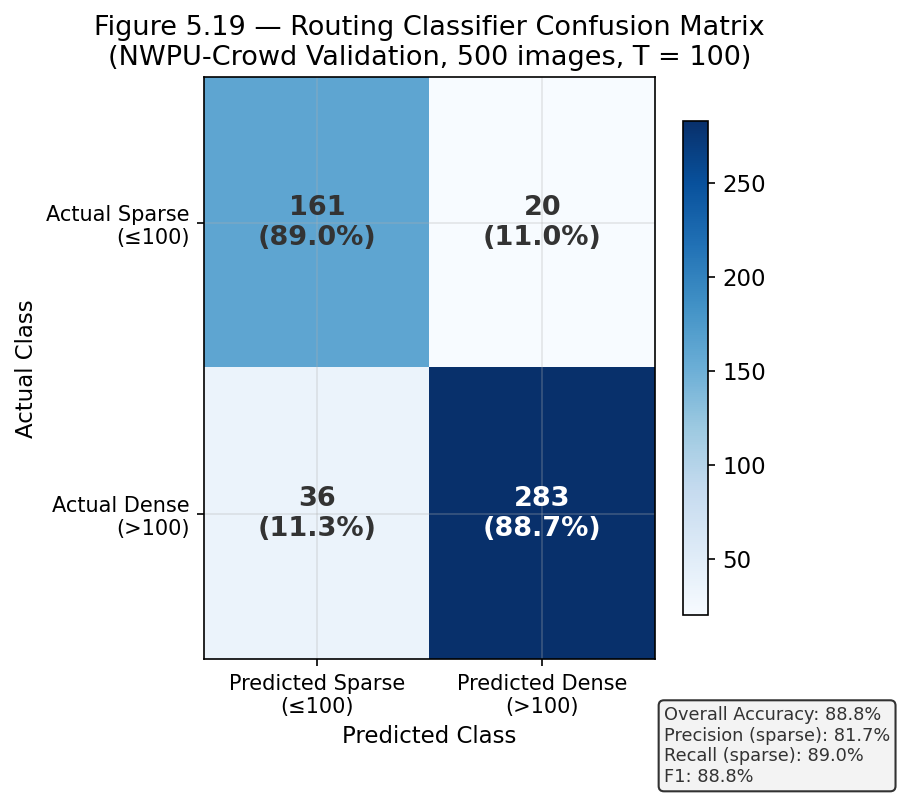 Figure 5.19 — Routing Classifier Confusion Matrix
(NWPU-Crowd Validation, 500 images, T = 100)
Actual Class
Actual Sparse
(≤100)
161
(89.0%)
20
(11.0%)
Actual Dense
(>100)
36
(11.3%)
283
(88.7%)
Predicted Sparse
(≤100)
Predicted Dense
(>100)
Predicted Class
250
200
150
100
50
Overall Accuracy: 88.8%
Precision (sparse): 81.7%
Recall (sparse): 89.0%
F1: 88.8%